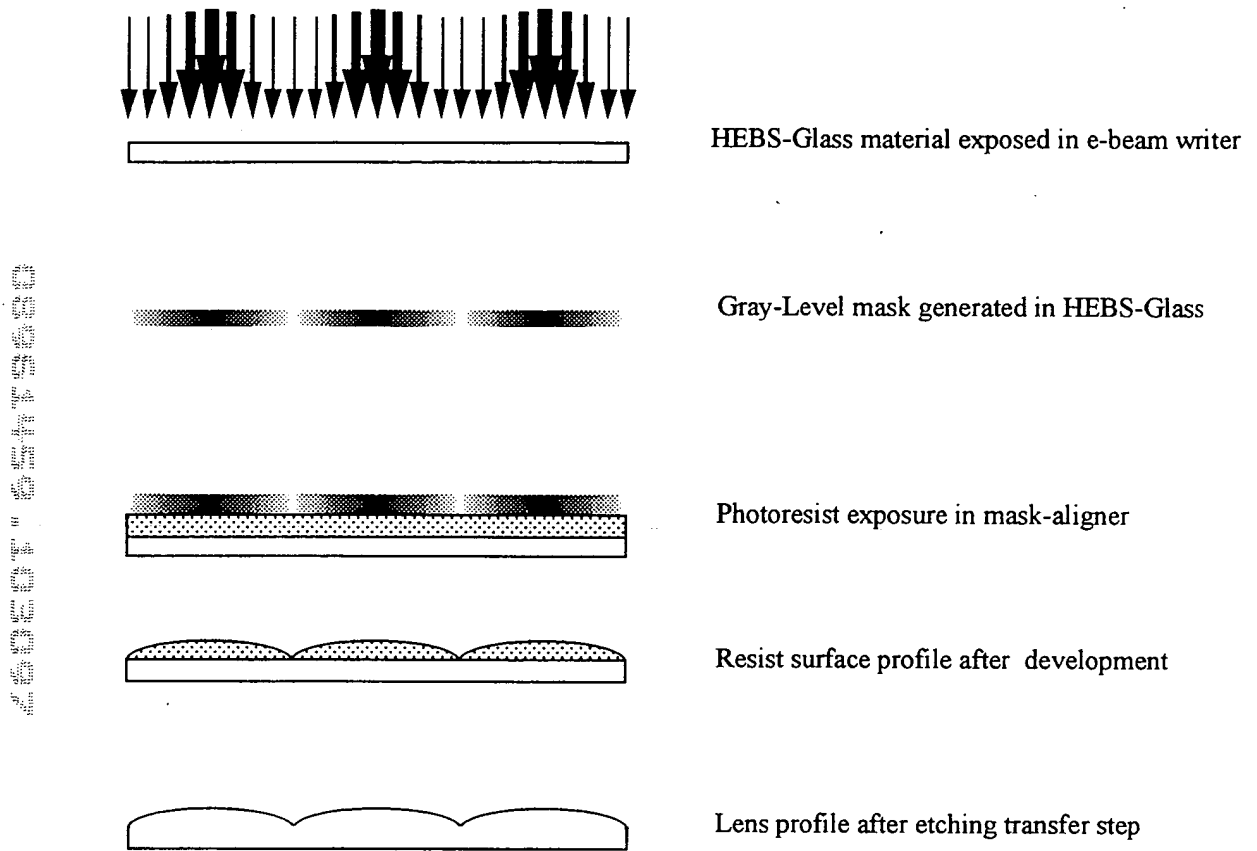 HEBS-Glass material exposed in e-beam writer
Gray-Level mask generated in HEBS-Glass
Photoresist exposure in mask-aligner
Resist surface profile after development
Lens profile after etching transfer step